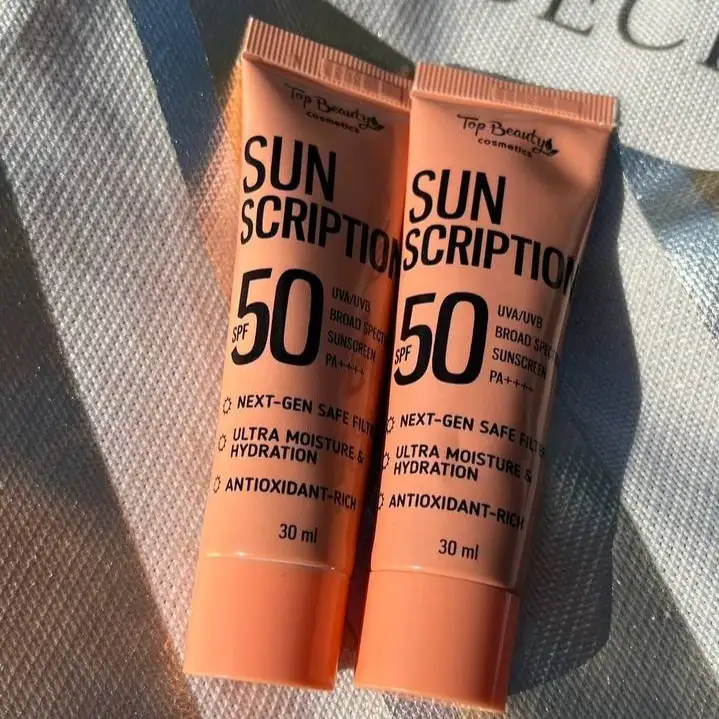 Top Beauty
cosmetics
SUN
SCRIPTION
SPF 50
UVA/UVB
BROAD SPECT
SUNSCREEN
PA++++
NEXT-GEN SAFE FILT
ULTRA MOISTURE &
HYDRATION
ANTIOXIDANT-RICH
30 ml
Top Beauty
cosmetics
SUN
SCRIPTION
SPF 50
UVA/UVB
BROAD SPECT
SUNSCREEN
PA++++
NEXT-GEN SAFE FILTE
ULTRA MOISTURE &
HYDRATION
ANTIOXIDANT-RICH
30 ml